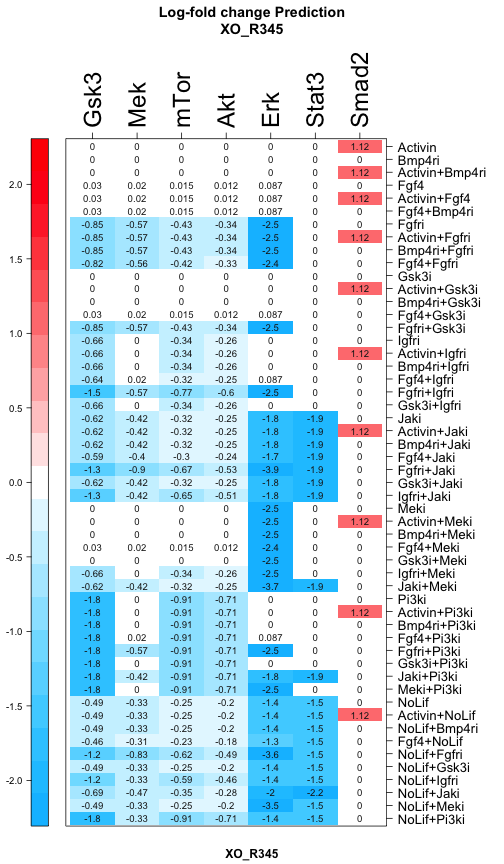 Log-fold change Prediction
XO_R345
Gsk3 Mek mTor Akt Erk Stat3 Smad2
2.0
1.5
1.0
0.5
0.0
-0.5
-1.0
-1.5
-2.0
0 0 0 0 0 0 1.12 Activin
0 0 0 0 0 0 0 Bmp4ri
0 0 0 0 0 0 1.12 Activin+Bmp4ri
0.03 0.02 0.015 0.012 0.087 0 0 Fgf4
0.03 0.02 0.015 0.012 0.087 0 1.12 Activin+Fgf4
0.03 0.02 0.015 0.012 0.087 0 0 Fgf4+Bmp4ri
-0.85 -0.57 -0.43 -0.34 -2.5 0 0 Fgfri
-0.85 -0.57 -0.43 -0.34 -2.5 0 1.12 Activin+Fgfri
-0.85 -0.57 -0.43 -0.34 -2.5 0 0 Bmp4ri+Fgfri
-0.82 -0.56 -0.42 -0.33 -2.4 0 0 Fgf4+Fgfri
0 0 0 0 0 0 0 Gsk3i
0 0 0 0 0 0 1.12 Activin+Gsk3i
0 0 0 0 0 0 0 Bmp4ri+Gsk3i
0.03 0.02 0.015 0.012 0.087 0 0 Fgf4+Gsk3i
-0.85 -0.57 -0.43 -0.34 -2.5 0 0 Fgfri+Gsk3i
-0.66 0 -0.34 -0.26 0 0 0 Igfri
-0.66 0 -0.34 -0.26 0 0 1.12 Activin+Igfri
-0.66 0 -0.34 -0.26 0 0 0 Bmp4ri+Igfri
-0.64 0.02 -0.32 -0.25 0.087 0 0 Fgf4+Igfri
-1.5 -0.57 -0.77 -0.6 -2.5 0 0 Fgfri+Igfri
-0.66 0 -0.34 -0.26 0 0 0 Gsk3i+Igfri
-0.62 -0.42 -0.32 -0.25 -1.8 -1.9 0 Jaki
-0.62 -0.42 -0.32 -0.25 -1.8 -1.9 1.12 Activin+Jaki
-0.62 -0.42 -0.32 -0.25 -1.8 -1.9 0 Bmp4ri+Jaki
-0.59 -0.4 -0.3 -0.24 -1.7 -1.9 0 Fgf4+Jaki
-1.3 -0.9 -0.67 -0.53 -3.9 -1.9 0 Fgfri+Jaki
-0.62 -0.42 -0.32 -0.25 -1.8 -1.9 0 Gsk3i+Jaki
-1.3 -0.42 -0.65 -0.51 -1.8 -1.9 0 Igfri+Jaki
0 0 0 0 -2.5 0 0 Meki
0 0 0 0 -2.5 0 1.12 Activin+Meki
0 0 0 0 -2.5 0 0 Bmp4ri+Meki
0.03 0.02 0.015 0.012 -2.4 0 0 Fgf4+Meki
0 0 0 0 -2.5 0 0 Gsk3i+Meki
-0.66 0 -0.34 -0.26 -2.5 0 0 Igfri+Meki
-0.62 -0.42 -0.32 -0.25 -3.7 -1.9 0 Jaki+Meki
-1.8 0 -0.91 -0.71 0 0 0 Pi3ki
-1.8 0 -0.91 -0.71 0 0 1.12 Activin+Pi3ki
-1.8 0 -0.91 -0.71 0 0 0 Bmp4ri+Pi3ki
-1.8 0.02 -0.91 -0.71 0.087 0 0 Fgf4+Pi3ki
-1.8 -0.57 -0.91 -0.71 -2.5 0 0 Fgfri+Pi3ki
-1.8 0 -0.91 -0.71 0 0 0 Gsk3i+Pi3ki
-1.8 -0.42 -0.91 -0.71 -1.8 -1.9 0 Jaki+Pi3ki
-1.8 0 -0.91 -0.71 -2.5 0 0 Meki+Pi3ki
-0.49 -0.33 -0.25 -0.2 -1.4 -1.5 0 NoLif
-0.49 -0.33 -0.25 -0.2 -1.4 -1.5 1.12 Activin+NoLif
-0.49 -0.33 -0.25 -0.2 -1.4 -1.5 0 NoLif+Bmp4ri
-0.46 -0.31 -0.23 -0.18 -1.3 -1.5 0 Fgf4+NoLif
-1.2 -0.83 -0.62 -0.49 -3.6 -1.5 0 NoLif+Fgfri
-0.49 -0.33 -0.25 -0.2 -1.4 -1.5 0 NoLif+Gsk3i
-1.2 -0.33 -0.59 -0.46 -1.4 -1.5 0 NoLif+Igfri
-0.69 -0.47 -0.35 -0.28 -2 -2.2 0 NoLif+Jaki
-0.49 -0.33 -0.25 -0.2 -3.5 -1.5 0 NoLif+Meki
-1.8 -0.33 -0.91 -0.71 -1.4 -1.5 0 NoLif+Pi3ki
XO_R345